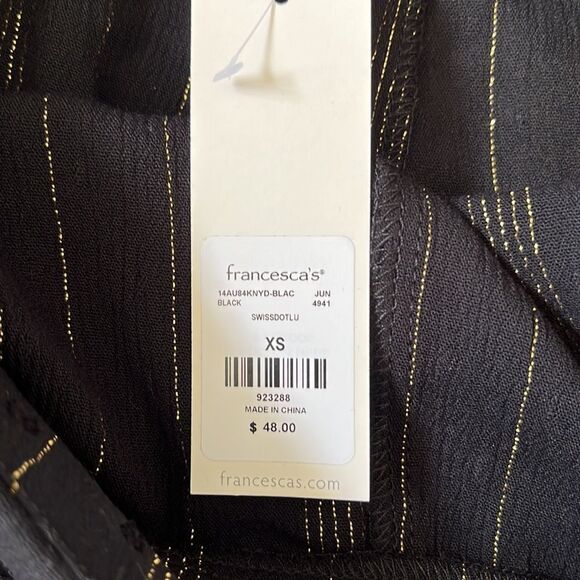 francesca's®
14AU84KNYD-BLAC JUN
BLACK 4941
SWISSDOTLU
XS
923288
MADE IN CHINA
$ 48.00
francescas.com